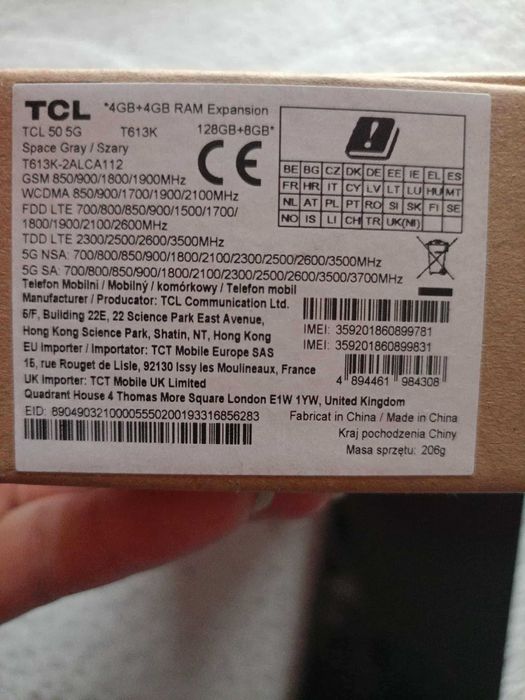 TCL *4GB+4GB RAM Expansion
TCL 50 5G T613K 128GB+8GB*
Space Gray / Szary
T613K-2ALCA112
CE
GSM 850/900/1800/1900MHz
WCDMA 850/900/1700/1900/2100MHz
FDD LTE 700/800/850/900/1500/1700/
1800/1900/2100/2600MHz
TDD LTE 2300/2500/2600/3500MHz
5G NSA: 700/800/850/900/1800/2100/2300/2500/2600/3500MHz
5G SA: 700/800/850/900/1800/2100/2300/2500/2600/3500/3700MHz
!
BE BG CZ DK DE EE IE EL ES
FR HR IT CY LV LT LU HU MT
NL AT PL PT RO SI SK FI SE
NO IS LI CH TR UK(NI)
Telefon Mobilni / Mobilný / komórkowy / Telefon mobil
Manufacturer / Producator: TCL Communication Ltd.
5/F, Building 22E, 22 Science Park East Avenue,
Hong Kong Science Park, Shatin, NT, Hong Kong
EU Importer / Importator: TCT Mobile Europe SAS
15, rue Rouget de Lisle, 92130 Issy les Moulineaux, France
UK Importer: TCT Mobile UK Limited
Quadrant House 4 Thomas More Square London E1W 1YW, United Kingdom
IMEI: 359201860899781
IMEI: 359201860899831
4 894461 984308
EID: 89049032100005550200193316856283
Fabricat in China / Made in China
Kraj pochodzenia Chiny
Masa sprzętu: 206g